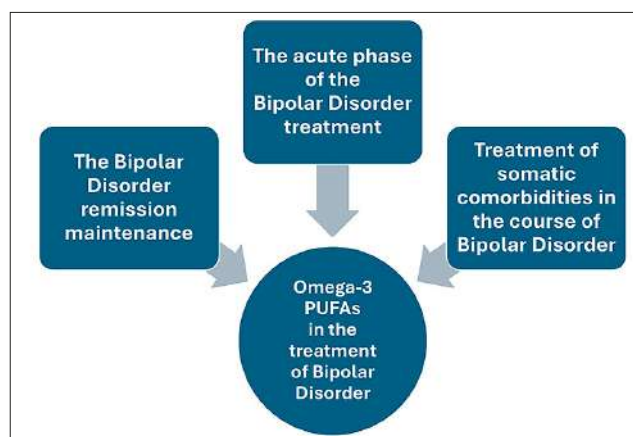 The acute phase
of the
Bipolar Disorder
treatment
The Bipolar
Disorder
remission
maintenance
Treatment of
somatic
comorbidities in
the course of
Bipolar Disorder
Omega-3
PUFAs
in the
treatment
of Bipolar
Disorder